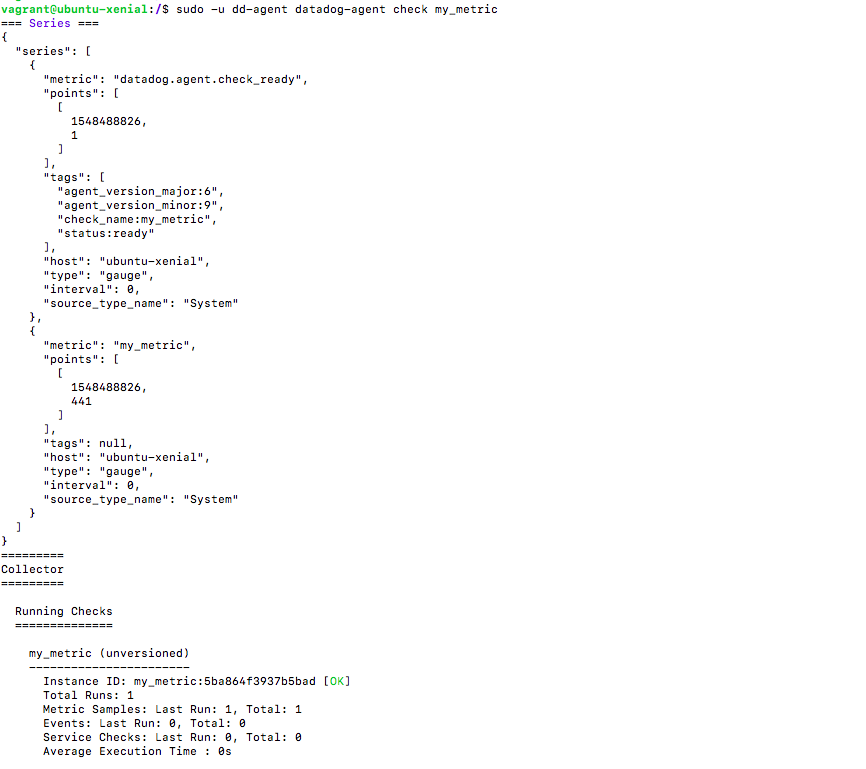 vagrant@ubuntu-xenial:/$ sudo -u dd-agent datadog-agent check my_metric
=== Series ===
{
  "series": [
    {
      "metric": "datadog.agent.check_ready",
      "points": [
        [
          1548488826,
          1
        ]
      ],
      "tags": [
        "agent_version_major:6",
        "agent_version_minor:9",
        "check_name:my_metric",
        "status:ready"
      ],
      "host": "ubuntu-xenial",
      "type": "gauge",
      "interval": 0,
      "source_type_name": "System"
    },
    {
      "metric": "my_metric",
      "points": [
        [
          1548488826,
          441
        ]
      ],
      "tags": null,
      "host": "ubuntu-xenial",
      "type": "gauge",
      "interval": 0,
      "source_type_name": "System"
    }
  ]
}
=========
Collector
=========

  Running Checks
  ==============

    my_metric (unversioned)
    -----------------------
      Instance ID: my_metric:5ba864f3937b5bad [OK]
      Total Runs: 1
      Metric Samples: Last Run: 1, Total: 1
      Events: Last Run: 0, Total: 0
      Service Checks: Last Run: 0, Total: 0
      Average Execution Time : 0s